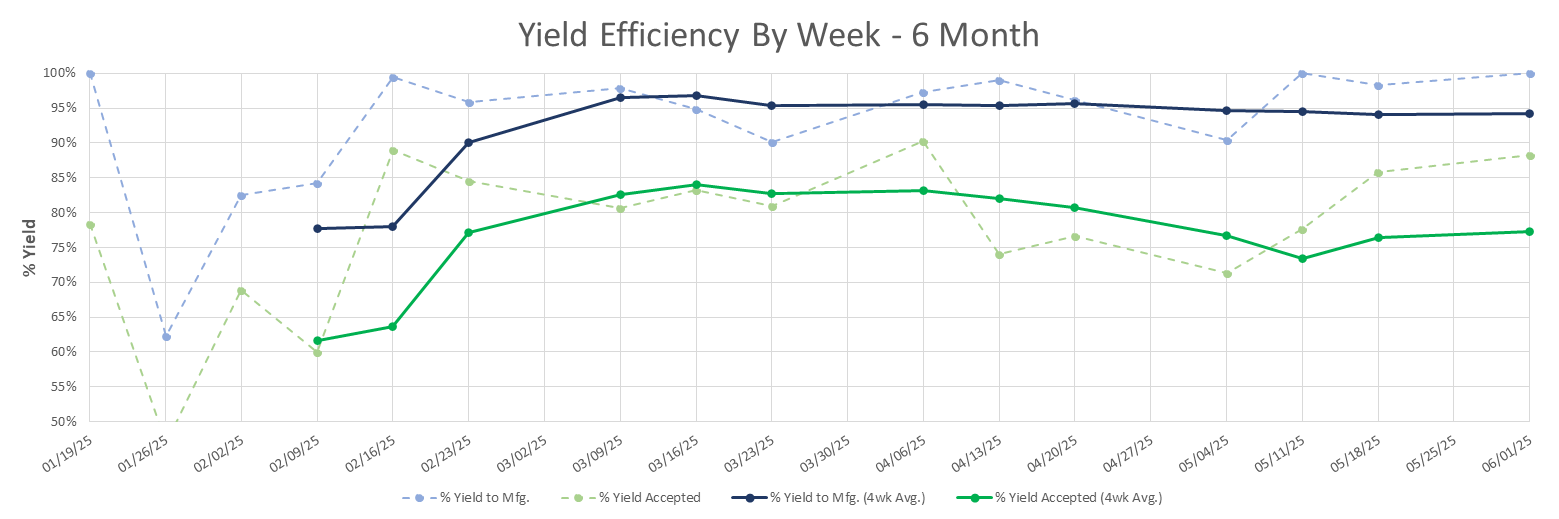 Yield Efficiency By Week - 6 Month
100%
95%
90%
85%
80%
75%
70%
65%
60%
55%
50%
% Yield
01/19/25 01/26/25 02/02/25 02/09/25 02/16/25 02/23/25 03/02/25 03/09/25 03/16/25 03/23/25 03/30/25 04/06/25 04/13/25 04/20/25 04/27/25 05/04/25 05/11/25 05/18/25 05/25/25 06/01/25
% Yield to Mfg. % Yield Accepted % Yield to Mfg. (4wk Avg.) % Yield Accepted (4wk Avg.)